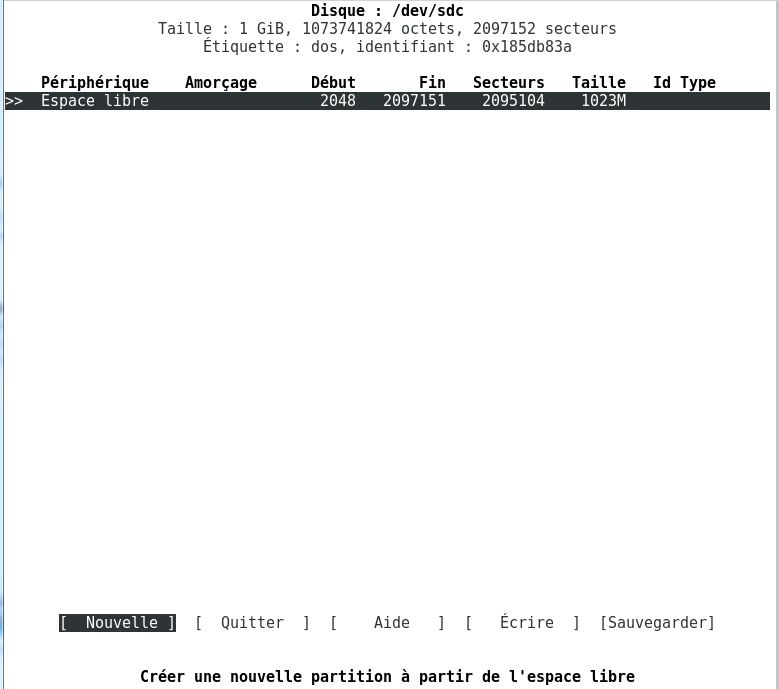 Disque : /dev/sdc
Taille : 1 GiB, 1073741824 octets, 2097152 secteurs
Étiquette : dos, identifiant : 0x185db83a
Périphérique Amorçage Début Fin Secteurs Taille Id Type
>> Espace libre 2048 2097151 2095104 1023M
[ Nouvelle ] [ Quitter ] [ Aide ] [ Écrire ] [Sauvegarder]
Créer une nouvelle partition à partir de l'espace libre